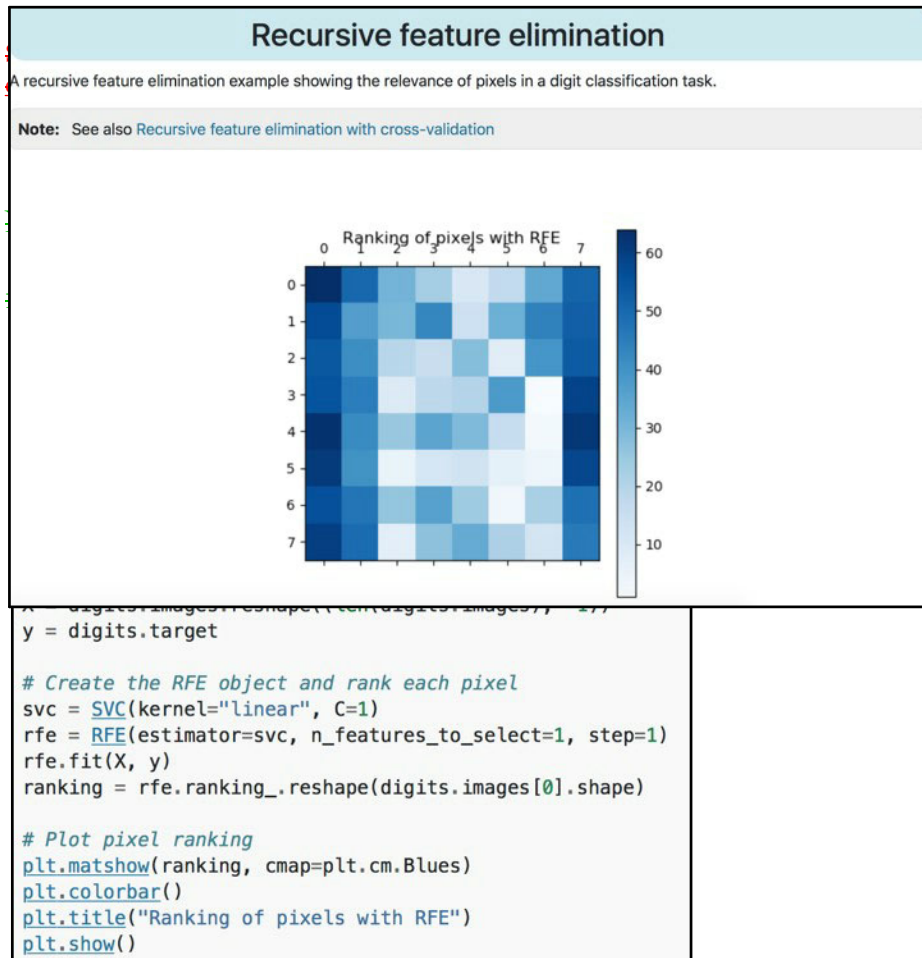 Recursive feature elimination
A recursive feature elimination example showing the relevance of pixels in a digit classification task.
Note: See also Recursive feature elimination with cross-validation
Ranking of pixels with RFE
0 1 2 3 4 5 6 7
0
1
2
3
4
5
6
7
60
50
40
30
20
10
y = digits.target
# Create the RFE object and rank each pixel
svc = SVC(kernel="linear", C=1)
rfe = RFE(estimator=svc, n_features_to_select=1, step=1)
rfe.fit(X, y)
ranking = rfe.ranking_.reshape(digits.images[0].shape)
# Plot pixel ranking
plt.matshow(ranking, cmap=plt.cm.Blues)
plt.colorbar()
plt.title("Ranking of pixels with RFE")
plt.show()